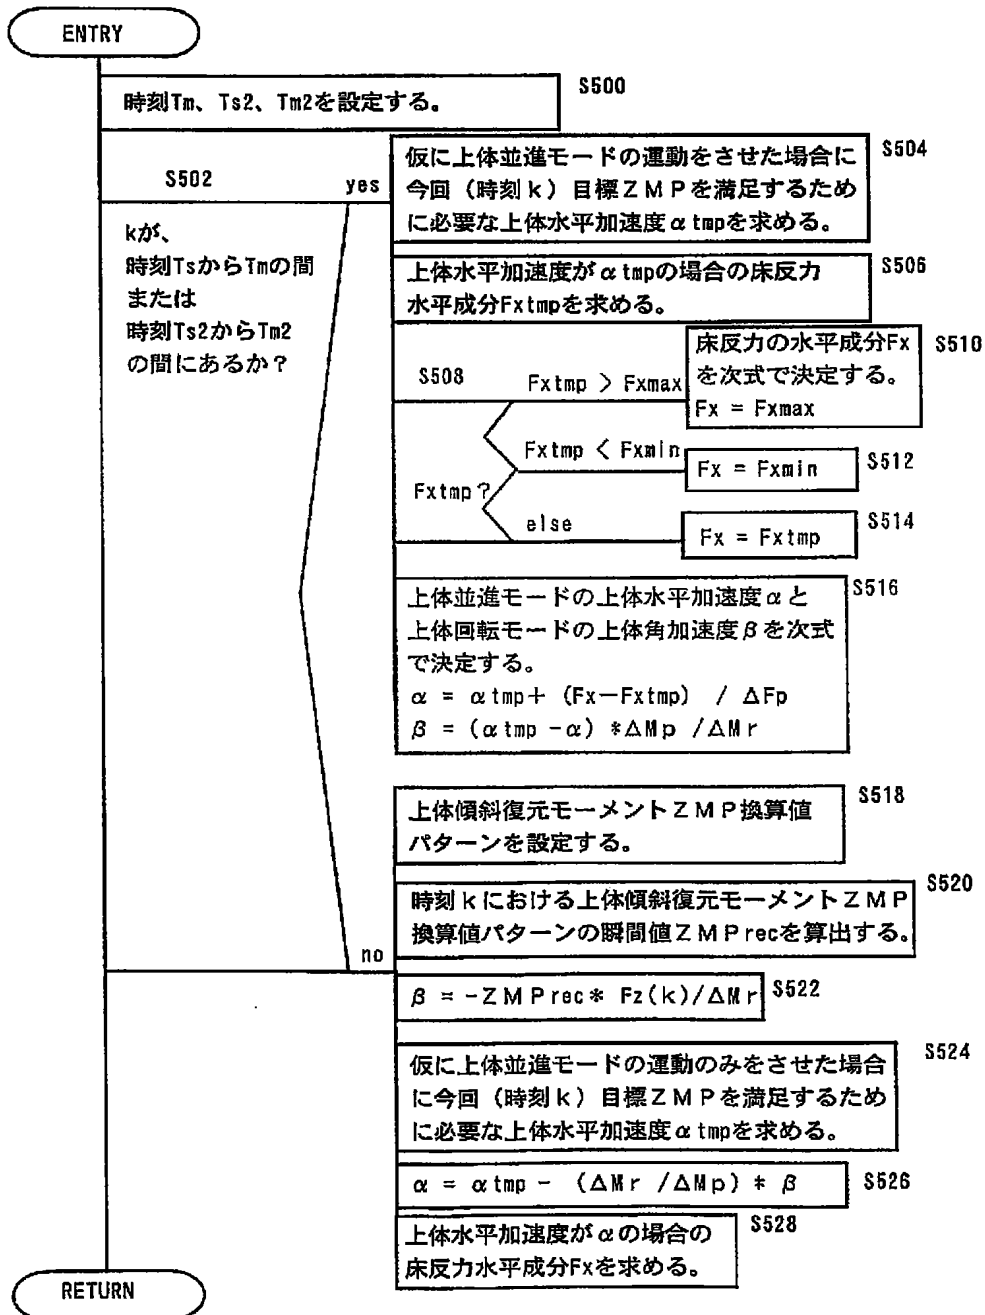 ENTRY
時刻Tm、Ts2、Tm2を設定する。
S500
S502
yes
kが、
時刻TsからTmの間
または
時刻Ts2からTm2
の間にあるか？
仮に上体並進モードの運動をさせた場合に
今回（時刻k）目標ZMPを満足するため
に必要な上体水平加速度αtmpを求める。
S504
上体水平加速度がαtmpの場合の床反力
水平成分Fxtmpを求める。
S506
S508
Fxtmp？
Fxtmp > Fxmax
床反力の水平成分Fx
を次式で決定する。
Fx = Fxmax
S510
Fxtmp < Fxmin
Fx = Fxmin
S512
else
Fx = Fxtmp
S514
上体並進モードの上体水平加速度αと
上体回転モードの上体角加速度βを次式
で決定する。
α = αtmp+ (Fx−Fxtmp) / ΔFp
β = (αtmp -α) *ΔMp /ΔMr
S516
上体傾斜復元モーメントZMP換算値
パターンを設定する。
S518
時刻kにおける上体傾斜復元モーメントZMP
換算値パターンの瞬間値ZMPrecを算出する。
S520
no
β = -ZMPrec* Fz(k)/ΔMr
S522
仮に上体並進モードの運動のみをさせた場合
に今回（時刻k）目標ZMPを満足するため
に必要な上体水平加速度αtmpを求める。
S524
α = αtmp - (ΔMr /ΔMp) * β
S526
上体水平加速度がαの場合の
床反力水平成分Fxを求める。
S528
RETURN